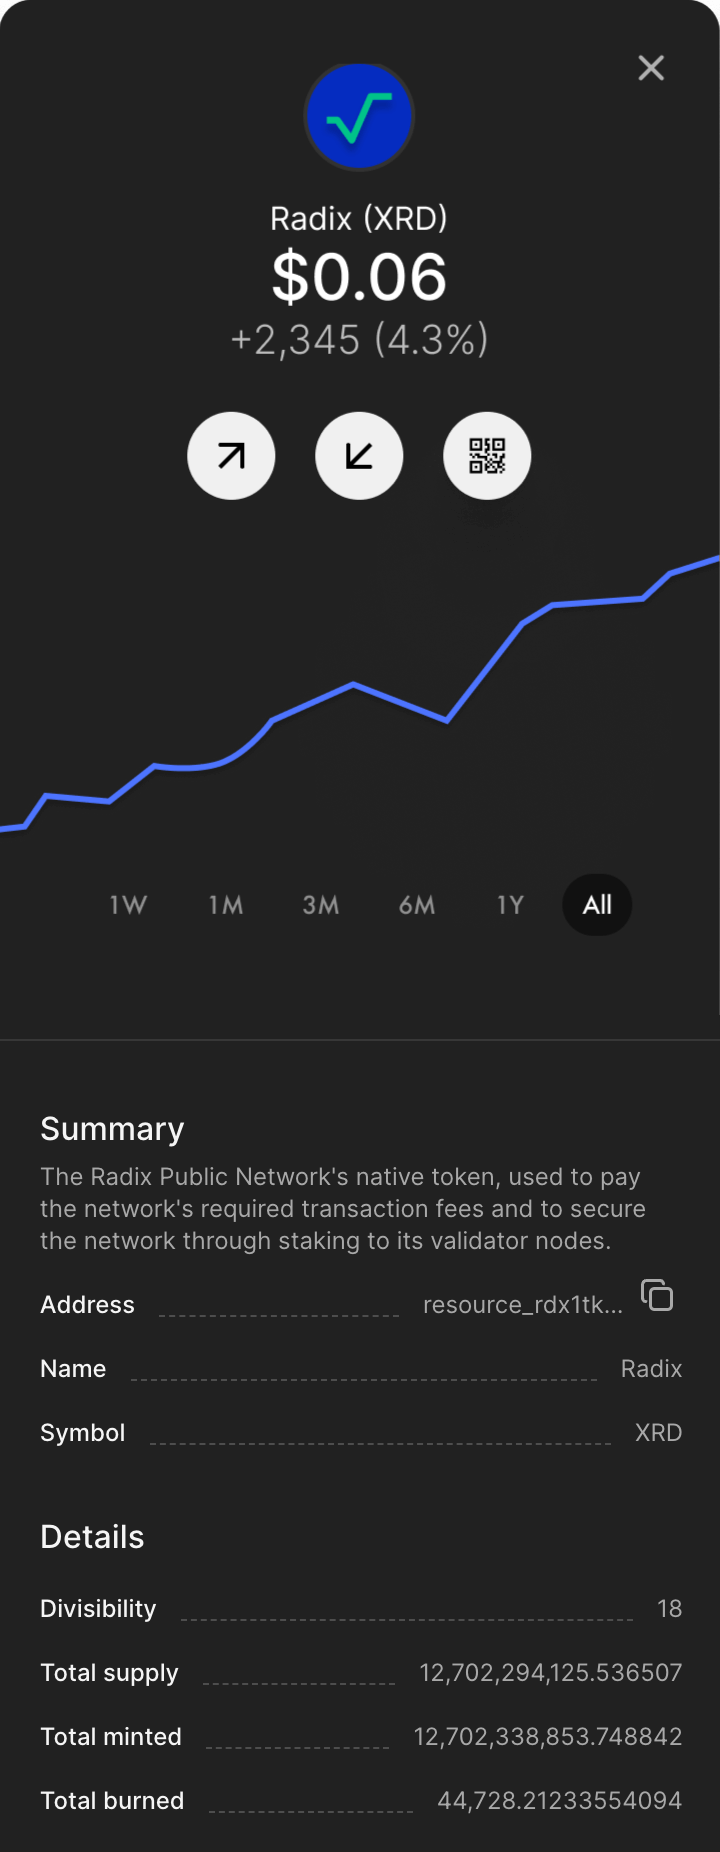 Radix (XRD)
$0.06
+2,345 (4.3%)
1W 1M 3M 6M 1Y All
Summary
The Radix Public Network's native token, used to pay
the network's required transaction fees and to secure
the network through staking to its validator nodes.
Address resource_rdx1tk...
Name Radix
Symbol XRD
Details
Divisibility 18
Total supply 12,702,294,125.536507
Total minted 12,702,338,853.748842
Total burned 44,728.21233554094